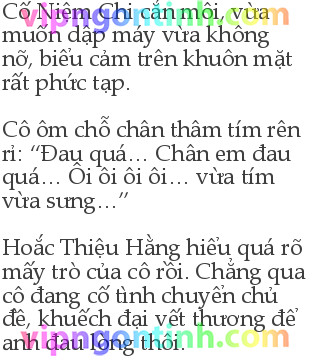 Cố Niệm Chi cắn môi, vừa
muốn dập máy vừa không
nỡ, biểu cảm trên khuôn mặt
rất phức tạp.
Cô ôm chỗ chân thâm tím rên
rỉ: “Đau quá… Chân em đau
quá… Ôi ôi ôi ôi… vừa tím
vừa sưng…”
Hoắc Thiệu Hằng hiểu quá rõ
mấy trò của cô rồi. Chẳng qua
cô đang cố tình chuyển chủ
đề, khuếch đại vết thương để
anh đau lòng thôi.
vipngontinh.com
vipngontinh.com